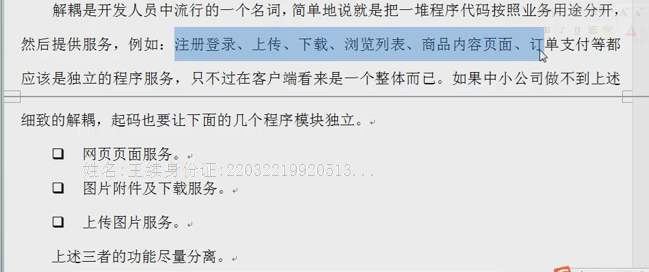 解耦是开发人员中流行的一个名词，简单地说就是把一堆程序代码按照业务用途分开，
然后提供服务，例如：注册登录、上传、下载、浏览列表、商品内容页面、订单支付等都
应该是独立的程序服务，只不过在客户端看来是一个整体而已。如果中小公司做不到上述
细致的解耦，起码也要让下面的几个程序模块独立。
网页页面服务。
姓名:王续身份证:22032219920513...
图片附件及下载服务。
上传图片服务。
上述三者的功能尽量分离。